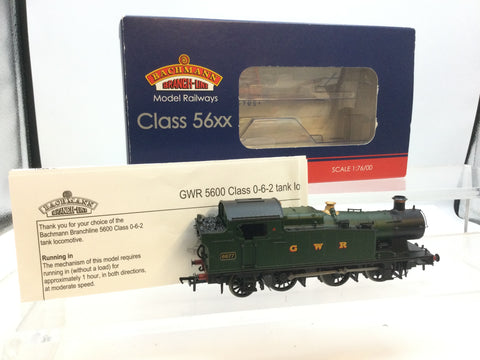 BACHMANN
BRANCH-LINE
Model Railways
Class 56xx
SCALE 1:76/OO
GWR 5600 Class 0-6-2 tank lo
BACHMANN
BRANCH-LINE
Thank you for your choice of the
Bachmann Branchline 5600 Class 0-6-2
tank locomotive.
Running in
The mechanism of this model requires
running in (without a load) for
approximately 1 hour, in both directions,
at moderate speed.
G W R
6677